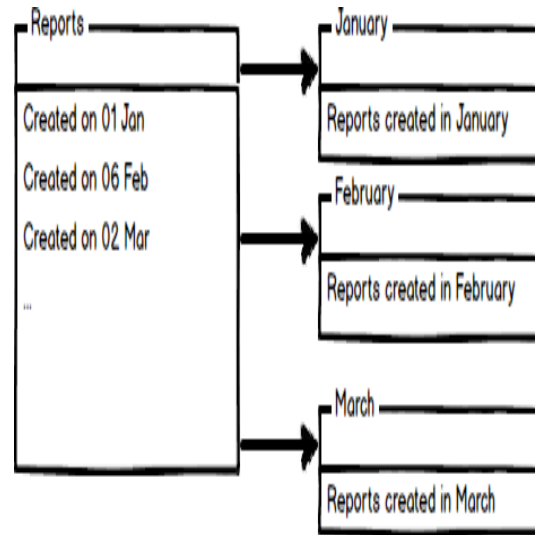 Reports
Created on 01 Jan
Created on 06 Feb
Created on 02 Mar
...
January
Reports created in January
February
Reports created in February
March
Reports created in March